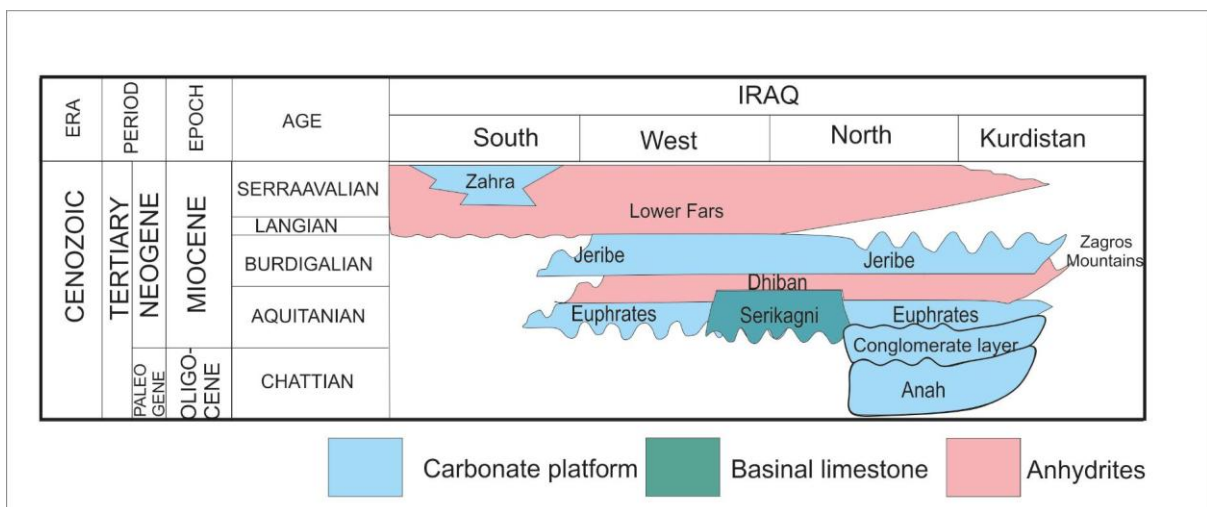 ERA
PERIOD
EPOCH
AGE
IRAQ
South
West
North
Kurdistan
CENOZOIC
TERTIARY
NEOGENE
PALEO
GENE
MIOCENE
OLIGO-
CENE
SERRAAVALIAN
LANGIAN
BURDIGALIAN
AQUITANIAN
CHATTIAN
Zahra
Lower Fars
Jeribe
Jeribe
Zagros
Mountains
Dhiban
Euphrates
Serikagni
Euphrates
Conglomerate layer
Anah
Carbonate platform
Basinal limestone
Anhydrites